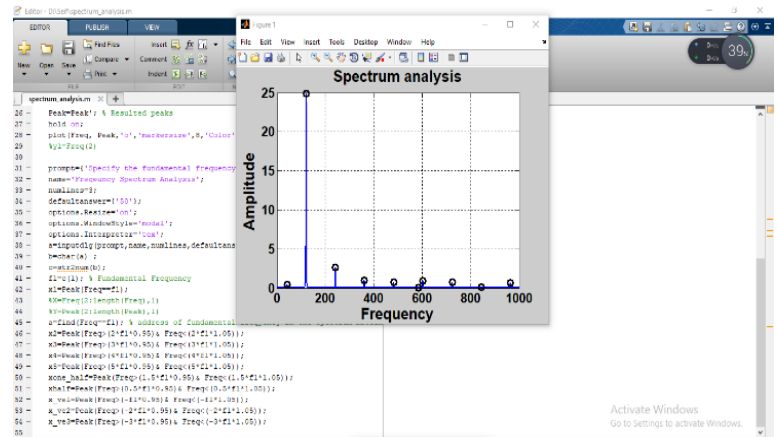 Editor - D:\Self\spectrum_analysis.m
EDITOR PUBLISH VIEW
Find Files Insert fx
New Open Save Compare Comment
Print Indent
FILE EDIT
39%
spectrum_analysis.m
Figure 1
File Edit View Insert Tools Desktop Window Help
Spectrum analysis
25
20
15
10
5
0
Amplitude
0 200 400 600 800 1000
Frequency
26 - Peak=Peak'; % Resulted peaks
27 - hold on;
28 - plot(Freq, Peak,'o','markersize',8,'Color'
29 %y1=Freq(2)
30
31 - prompt={'Specify the fundamental frequency
32 - name='Frequency Spectrum Analysis';
33 - numlines=3;
34 - defaultanswer={'50'};
35 - options.Resize='on';
36 - options.WindowStyle='modal';
37 - options.Interpreter='tex';
38 - a=inputdlg(prompt,name,numlines,defaultans
39 - b=char(a) ;
40 - c=str2num(b);
41 - f1=c(1); % Fundamental Frequency
42 - x1=Peak(Freq==f1);
43 %X=Freq(2:length(Freq),1)
44 %Y=Peak(2:length(Peak),1)
45 - a=find(Freq==f1); % address of fundamental
46 - x2=Peak(Freq>(2*f1*0.95)& Freq<(2*f1*1.05));
47 - x3=Peak(Freq>(3*f1*0.95)& Freq<(3*f1*1.05));
48 - x4=Peak(Freq>(4*f1*0.95)& Freq<(4*f1*1.05));
49 - x5=Peak(Freq>(5*f1*0.95)& Freq<(5*f1*1.05));
50 - xone_half=Peak(Freq>(1.5*f1*0.95)& Freq<(1.5*f1*1.05));
51 - xhalf=Peak(Freq>(0.5*f1*0.95)& Freq<(0.5*f1*1.05));
52 - x_ve1=Peak(Freq>(-f1*0.95)& Freq<(-f1*1.05));
53 - x_ve2=Peak(Freq>(-2*f1*0.95)& Freq<(-2*f1*1.05));
54 - x_ve3=Peak(Freq>(-3*f1*0.95)& Freq<(-3*f1*1.05));
55
Activate Windows
Go to Settings to activate Windows.